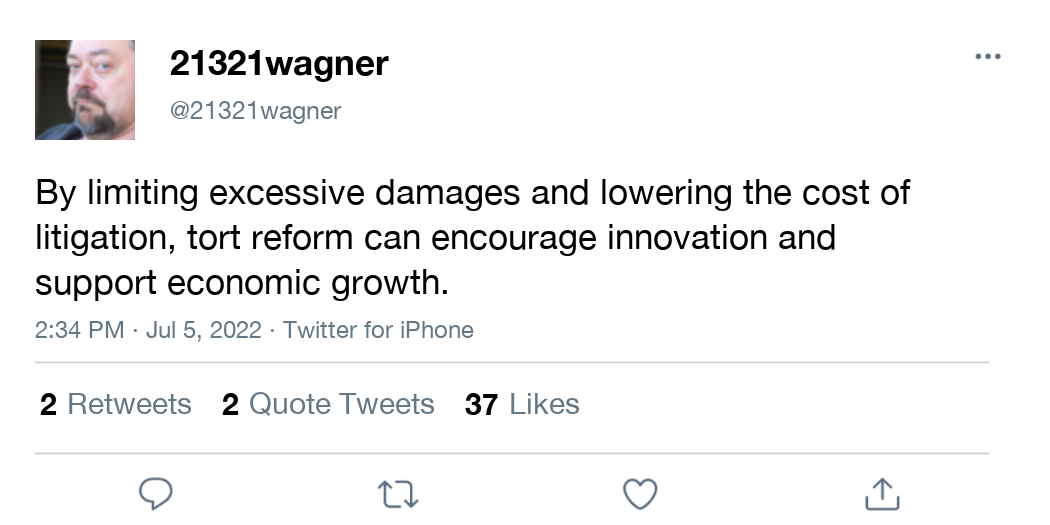 21321wagner
@21321wagner
By limiting excessive damages and lowering the cost of
litigation, tort reform can encourage innovation and
support economic growth.
2:34 PM · Jul 5, 2022 · Twitter for iPhone
2 Retweets 2 Quote Tweets 37 Likes